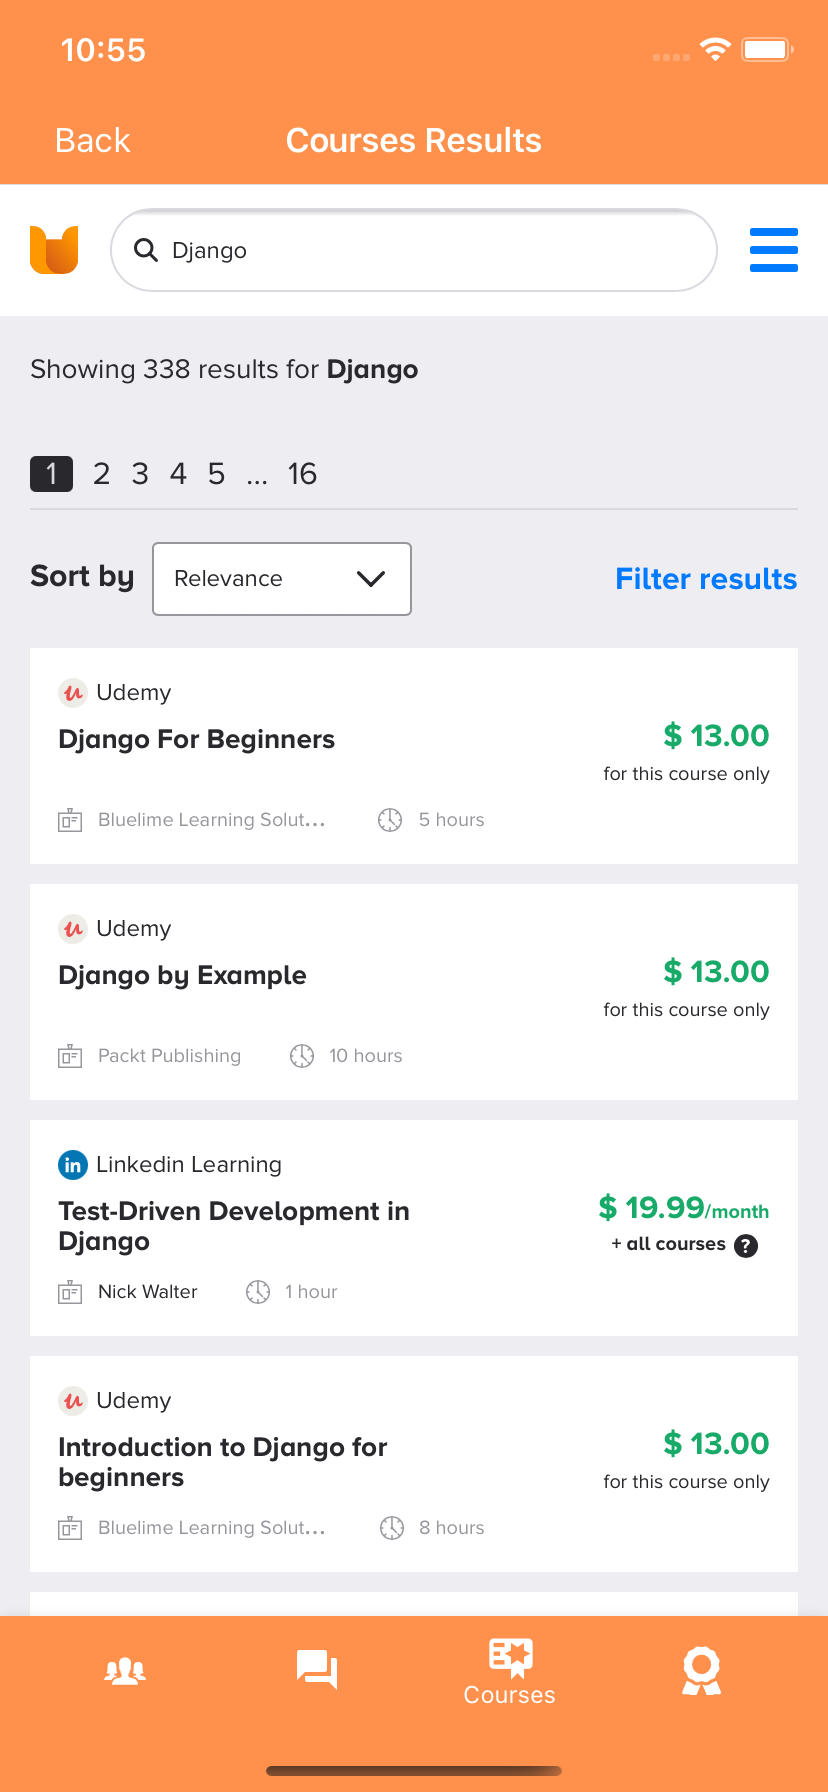 10:55
Back
Courses Results
Django
Showing 338 results for Django
1 2 3 4 5 ... 16
Sort by
Relevance
Filter results
Udemy
Django For Beginners
$ 13.00
for this course only
Bluelime Learning Solut...
5 hours
Udemy
Django by Example
$ 13.00
for this course only
Packt Publishing
10 hours
in
Linkedin Learning
Test-Driven Development in
Django
$ 19.99/month
+ all courses ?
Nick Walter
1 hour
Udemy
Introduction to Django for
beginners
$ 13.00
for this course only
Bluelime Learning Solut...
8 hours
Courses